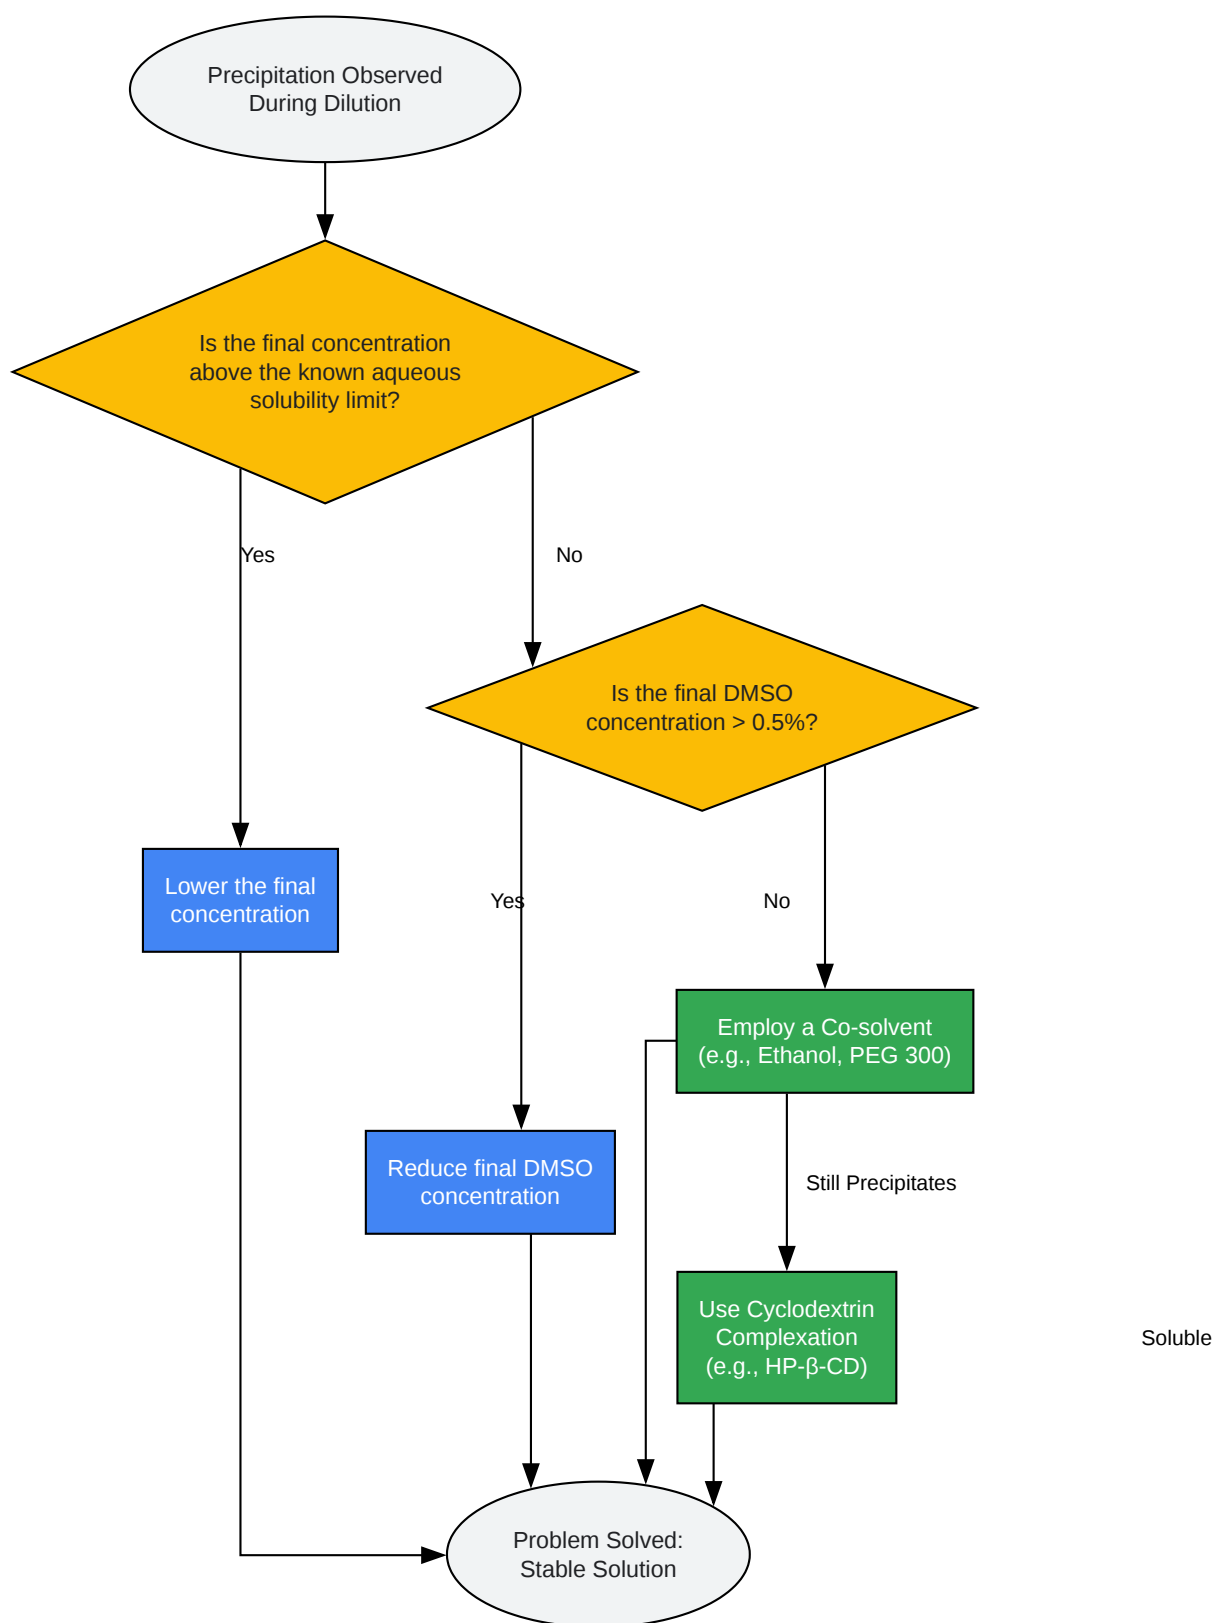 Precipitation Observed
During Dilution
Is the final concentration
above the known aqueous
solubility limit?
Yes
No
Is the final DMSO
concentration > 0.5%?
Lower the final
concentration
Yes
No
Employ a Co-solvent
(e.g., Ethanol, PEG 300)
Reduce final DMSO
concentration
Still Precipitates
Use Cyclodextrin
Complexation
(e.g., HP-β-CD)
Soluble
Problem Solved:
Stable Solution